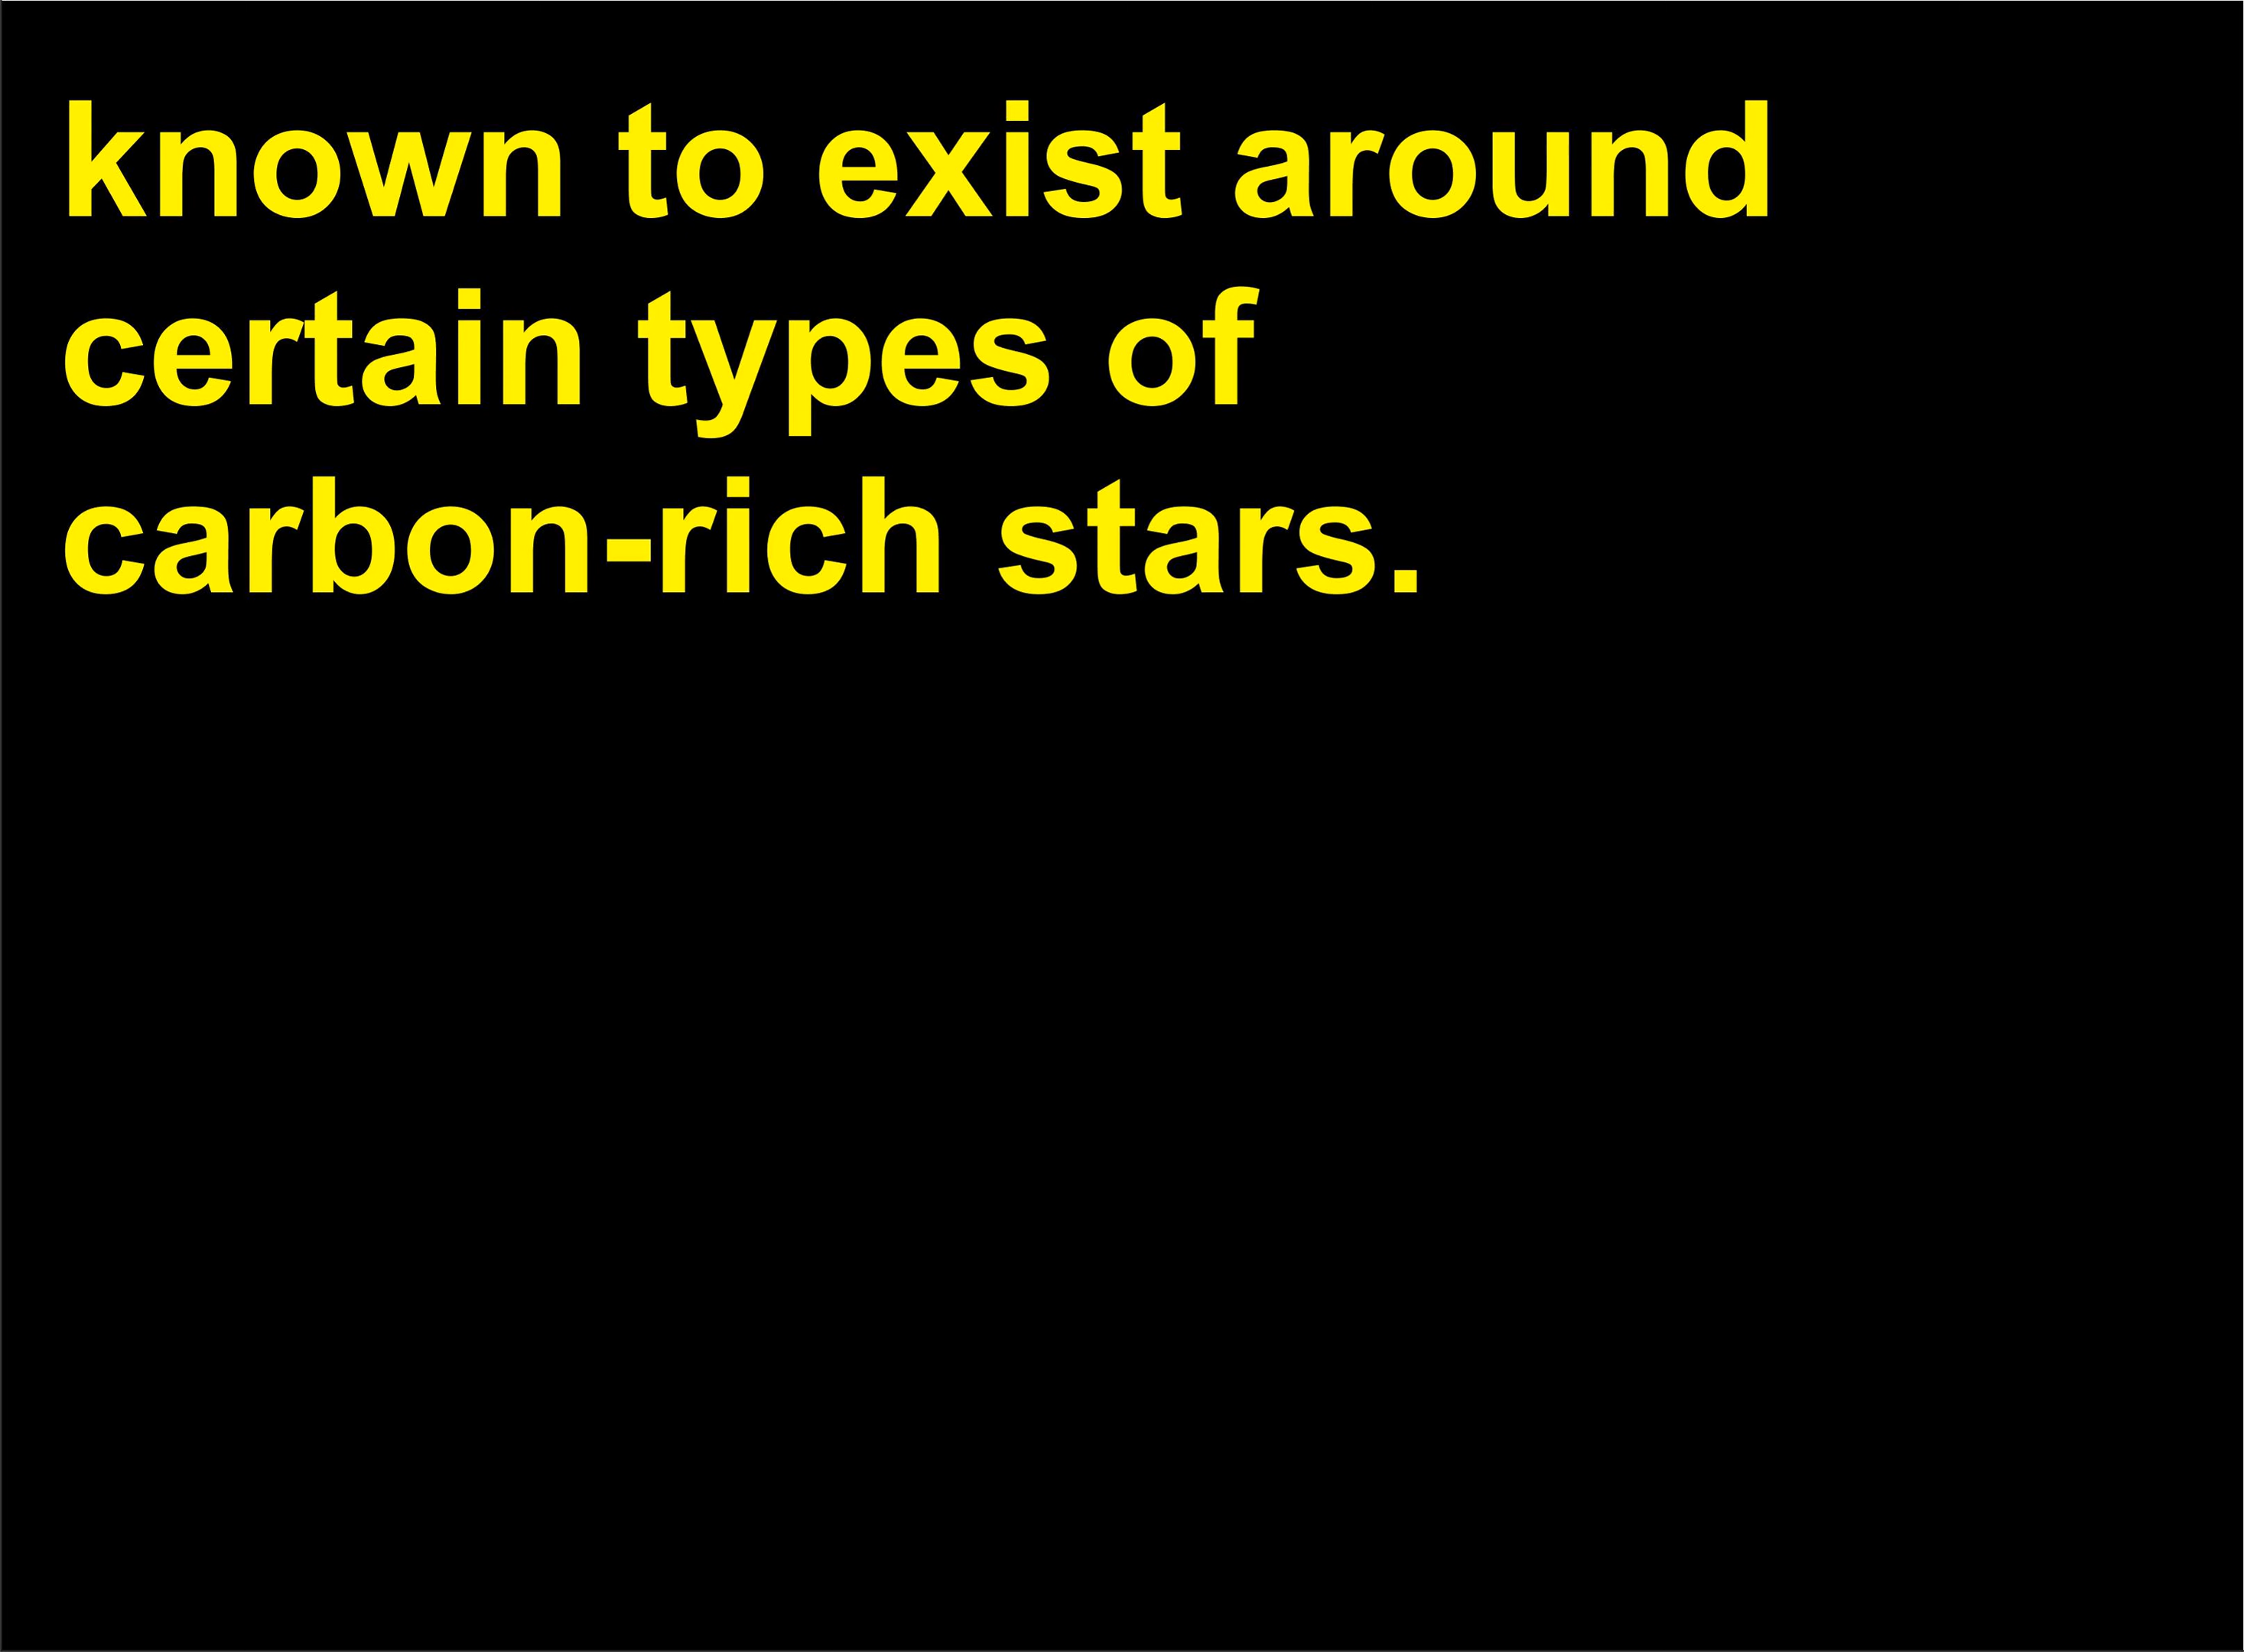 known to exist around
certain types of
carbon-rich stars.